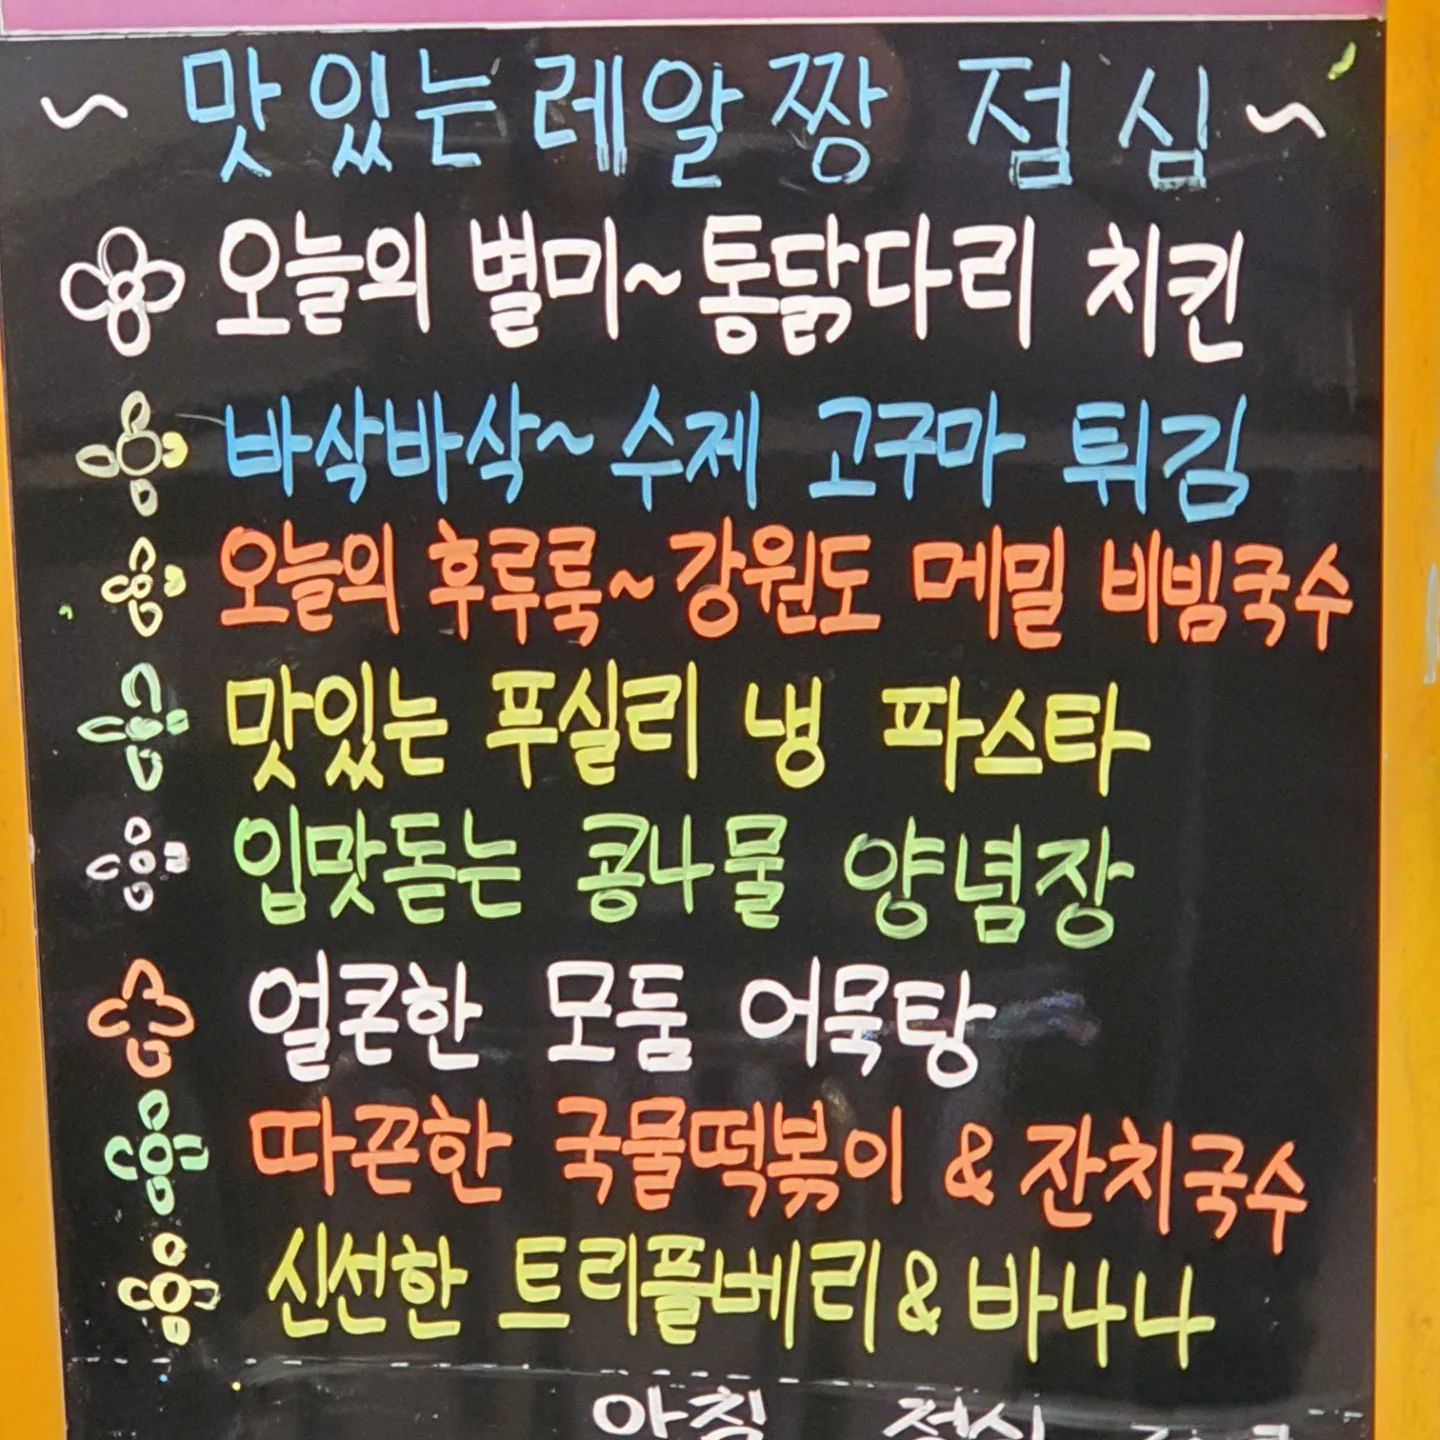 ~ 맛있는레알짱 점심 ~
오늘의 별미~통닭다리 치킨
바삭바삭~ 수제 고구마 튀김
오늘의 후루룩~강원도 메밀 비빔국수
맛있는 푸실리 냉 파스타
입맛돋는 콩나물 양념장
얼큰한 모둠 어묵탕
따끈한 국물떡볶이 & 잔치국수
신선한 트리플베리&바나나
아침 점심